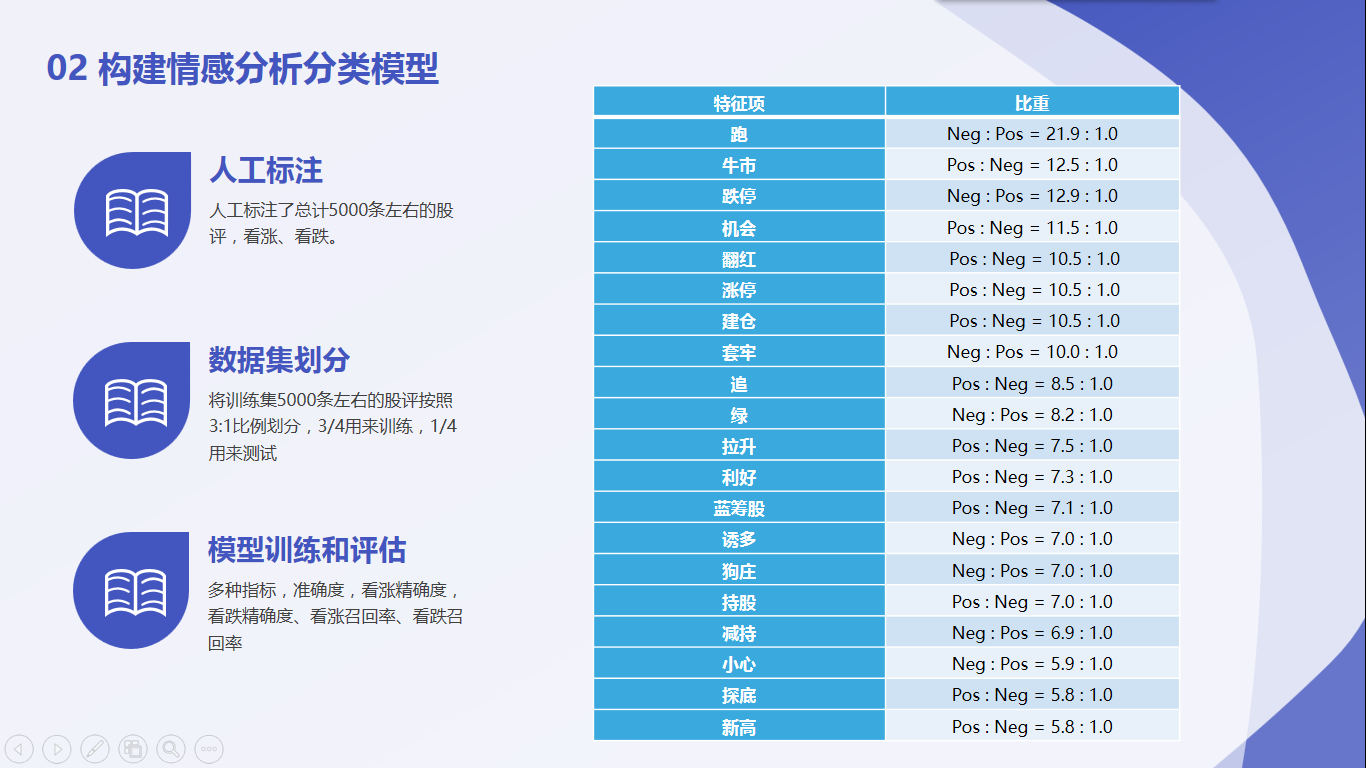 02 构建情感分析分类模型
人工标注
人工标注了总计5000条左右的股
评，看涨、看跌。
数据集划分
将训练集5000条左右的股评按照
3:1比例划分，3/4用来训练，1/4
用来测试
模型训练和评估
多种指标，准确度，看涨精确度，
看跌精确度、看涨召回率、看跌召
回率
特征项 比重
跑 Neg : Pos = 21.9 : 1.0
牛市 Pos : Neg = 12.5 : 1.0
跌停 Neg : Pos = 12.9 : 1.0
机会 Pos : Neg = 11.5 : 1.0
翻红 Pos : Neg = 10.5 : 1.0
涨停 Pos : Neg = 10.5 : 1.0
建仓 Pos : Neg = 10.5 : 1.0
套牢 Neg : Pos = 10.0 : 1.0
追 Pos : Neg = 8.5 : 1.0
绿 Neg : Pos = 8.2 : 1.0
拉升 Pos : Neg = 7.5 : 1.0
利好 Pos : Neg = 7.3 : 1.0
蓝筹股 Pos : Neg = 7.1 : 1.0
诱多 Neg : Pos = 7.0 : 1.0
狗庄 Neg : Pos = 7.0 : 1.0
持股 Pos : Neg = 7.0 : 1.0
减持 Neg : Pos = 6.9 : 1.0
小心 Neg : Pos = 5.9 : 1.0
探底 Pos : Neg = 5.8 : 1.0
新高 Pos : Neg = 5.8 : 1.0